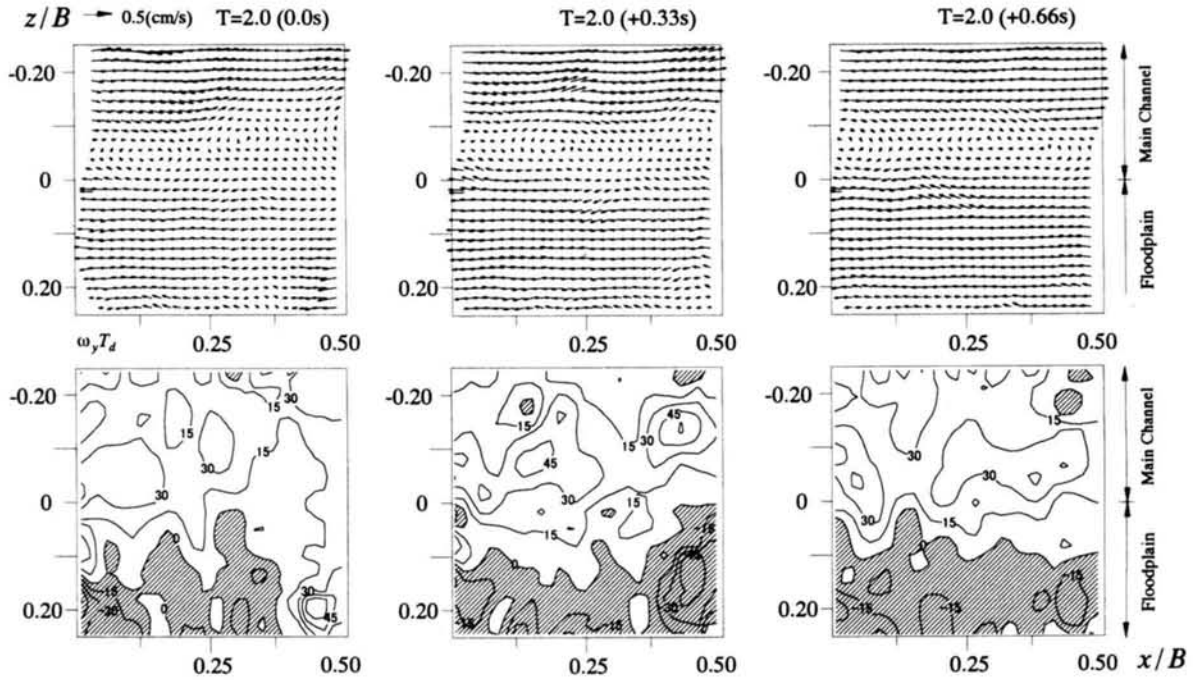 z/B → 0.5(cm/s) T=2.0 (0.0s) T=2.0 (+0.33s) T=2.0 (+0.66s)
-0.20 -0.20 -0.20
0 0 0
0.20 0.20 0.20
Main Channel
Floodplain
ω_y T_d 0.25 0.50 0.25 0.50 0.25 0.50
-0.20 -0.20 -0.20
0 0 0
0.20 0.20 0.20
30 15 15 30 30 0 -15 -30 0 45
15 45 45 15 30 30 15 15 0 -15 -15 -30
15 15 30 30 30 15 0 -15 -15 -15
Main Channel
Floodplain
0.25 0.50 0.25 0.50 0.25 0.50 x/B